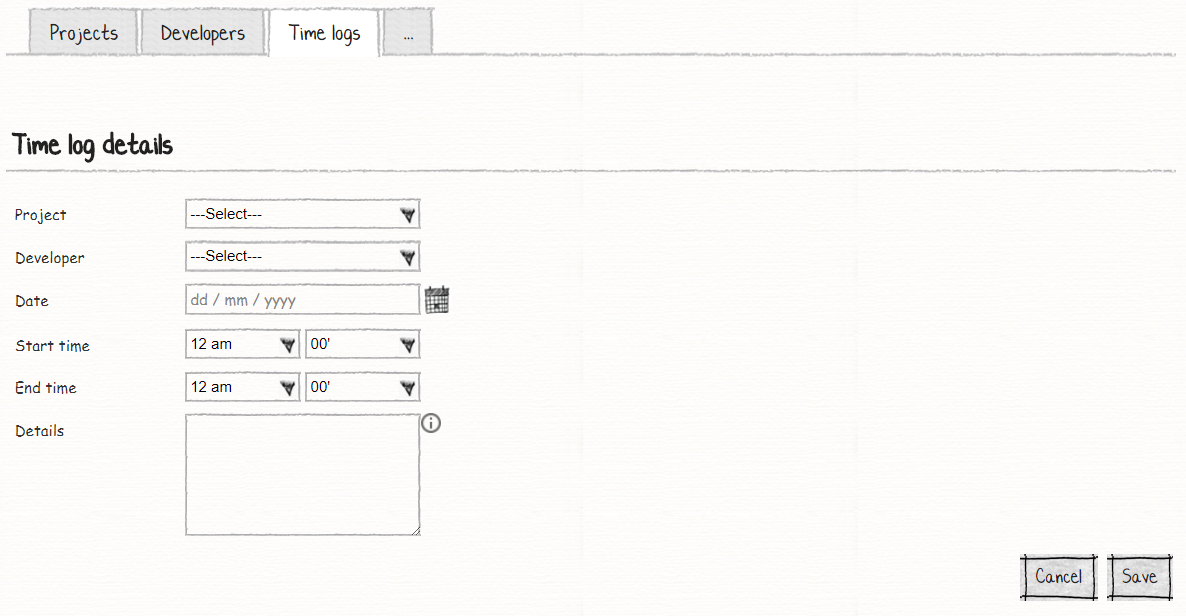 Projects Developers Time logs ...
Time log details
Project ---Select---
Developer ---Select---
Date dd / mm / yyyy
Start time 12 am 00'
End time 12 am 00'
Details
Cancel Save